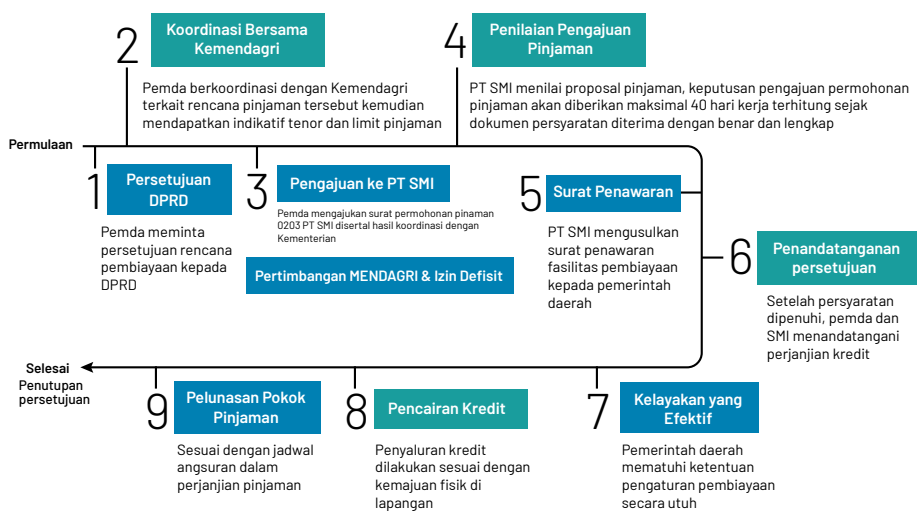 Permulaan
1
Persetujuan
DPRD
Pemda meminta
persetujuan rencana
pembiayaan kepada
DPRD
2
Koordinasi Bersama
Kemendagri
Pemda berkoordinasi dengan Kemendagri
terkait rencana pinjaman tersebut kemudian
mendapatkan indikatif tenor dan limit pinjaman
3
Pengajuan ke PT SMI
Pemda mengajukan surat permohonan pinaman
0203 PT SMI disertal hasil koordinasi dengan
Kementerian
Pertimbangan MENDAGRI & Izin Defisit
4
Penilaian Pengajuan
Pinjaman
PT SMI menilai proposal pinjaman, keputusan pengajuan permohonan
pinjaman akan diberikan maksimal 40 hari kerja terhitung sejak
dokumen persyaratan diterima dengan benar dan lengkap
5
Surat Penawaran
PT SMI mengusulkan
surat penawaran
fasilitas pembiayaan
kepada pemerintah
daerah
6
Penandatanganan
persetujuan
Setelah persyaratan
dipenuhi, pemda dan
SMI menandatangani
perjanjian kredit
7
Kelayakan yang
Efektif
Pemerintah daerah
mematuhi ketentuan
pengaturan pembiayaan
secara utuh
8
Pencairan Kredit
Penyaluran kredit
dilakukan sesuai dengan
kemajuan fisik di
lapangan
9
Pelunasan Pokok
Pinjaman
Sesuai dengan jadwal
angsuran dalam
perjanjian pinjaman
Selesai
Penutupan
persetujuan